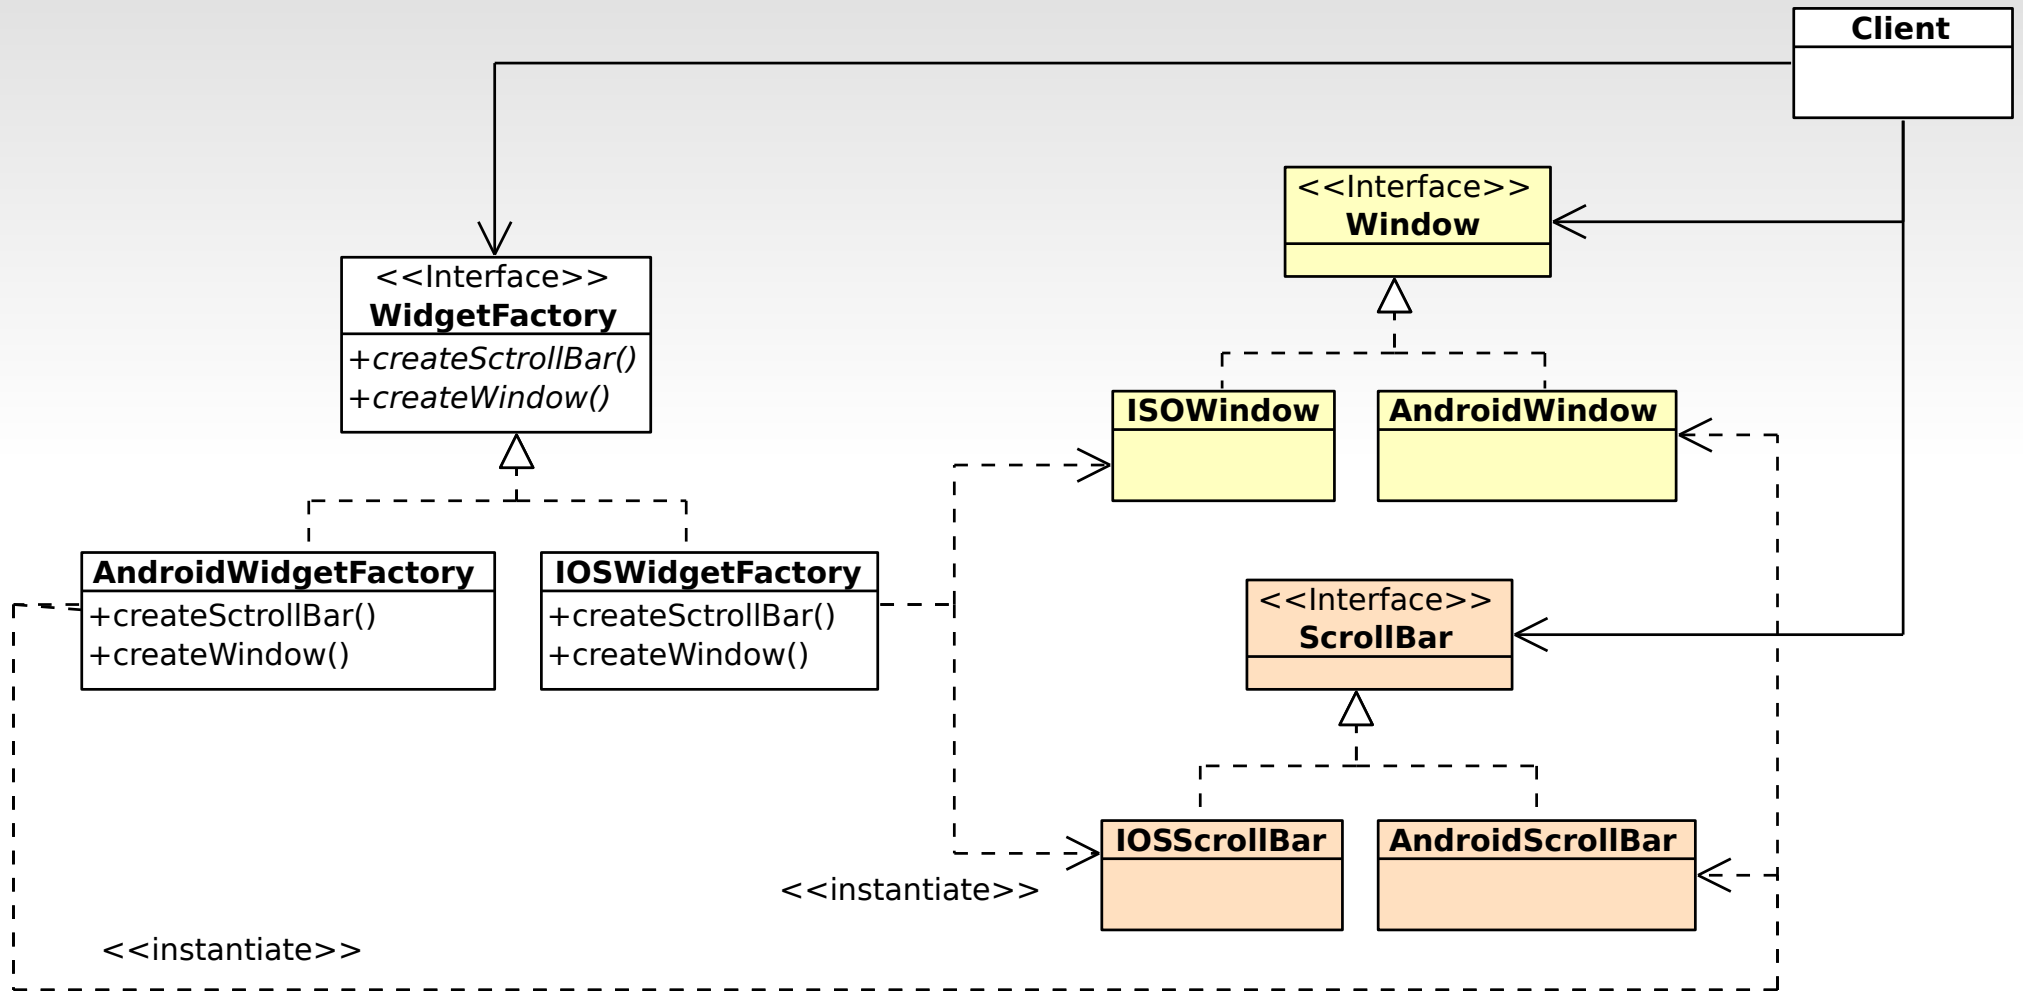 Client
<<Interface>>
Window
<<Interface>>
WidgetFactory
+createSctrollBar()
+createWindow()
ISOWindow
AndroidWindow
AndroidWidgetFactory
+createSctrollBar()
+createWindow()
IOSWidgetFactory
+createSctrollBar()
+createWindow()
<<Interface>>
ScrollBar
IOSScrollBar
AndroidScrollBar
<<instantiate>>
<<instantiate>>